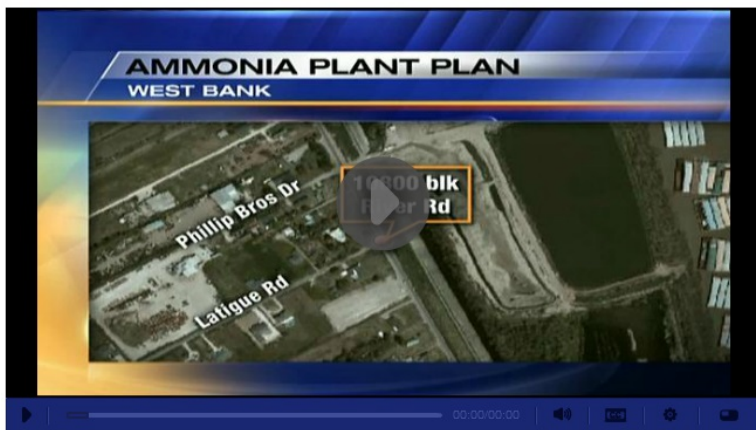 AMMONIA PLANT PLAN
WEST BANK
blk
Rd
Phillip Bros Dr
Latigue Rd
00:00/00:00